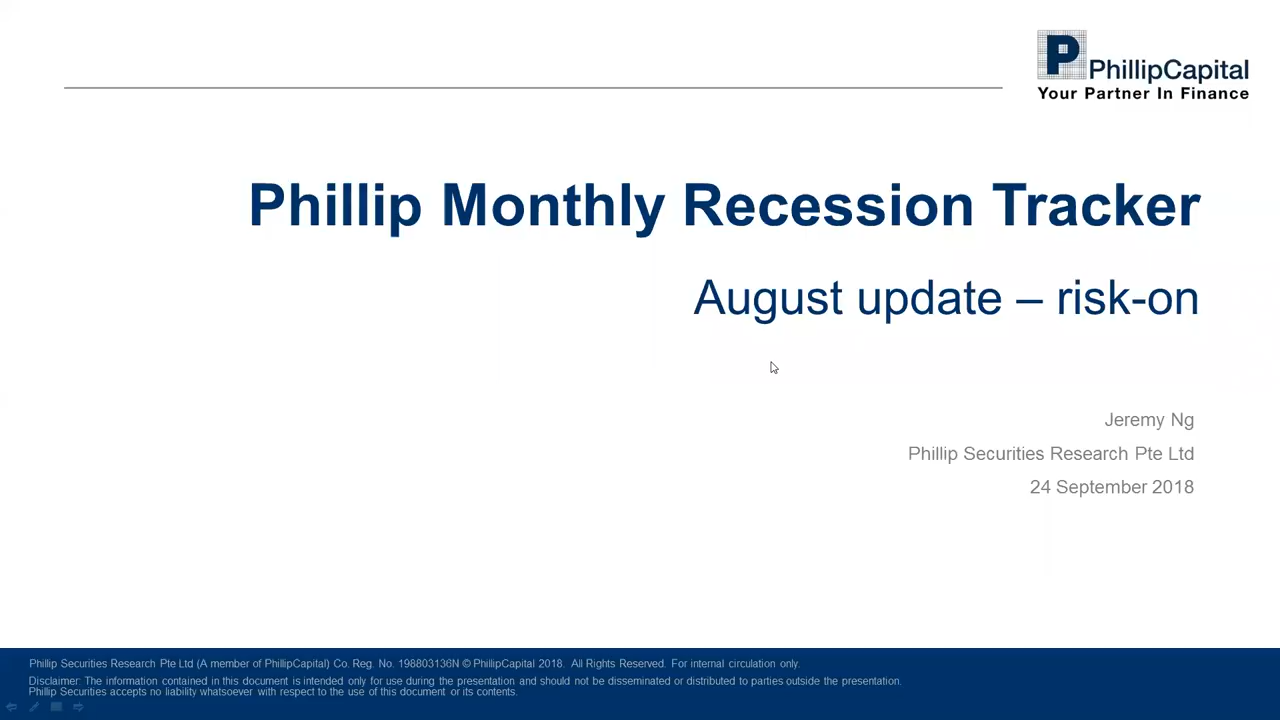 P
PhillipCapital
Your Partner In Finance
Phillip Monthly Recession Tracker
August update – risk-on
Jeremy Ng
Phillip Securities Research Pte Ltd
24 September 2018
Phillip Securities Research Pte Ltd (A member of PhillipCapital) Co. Reg. No. 198803136N © PhillipCapital 2018. All Rights Reserved. For internal circulation only.
Disclaimer: The information contained in this document is intended only for use during the presentation and should not be disseminated or distributed to parties outside the presentation.
Phillip Securities accepts no liability whatsoever with respect to the use of this document or its contents.